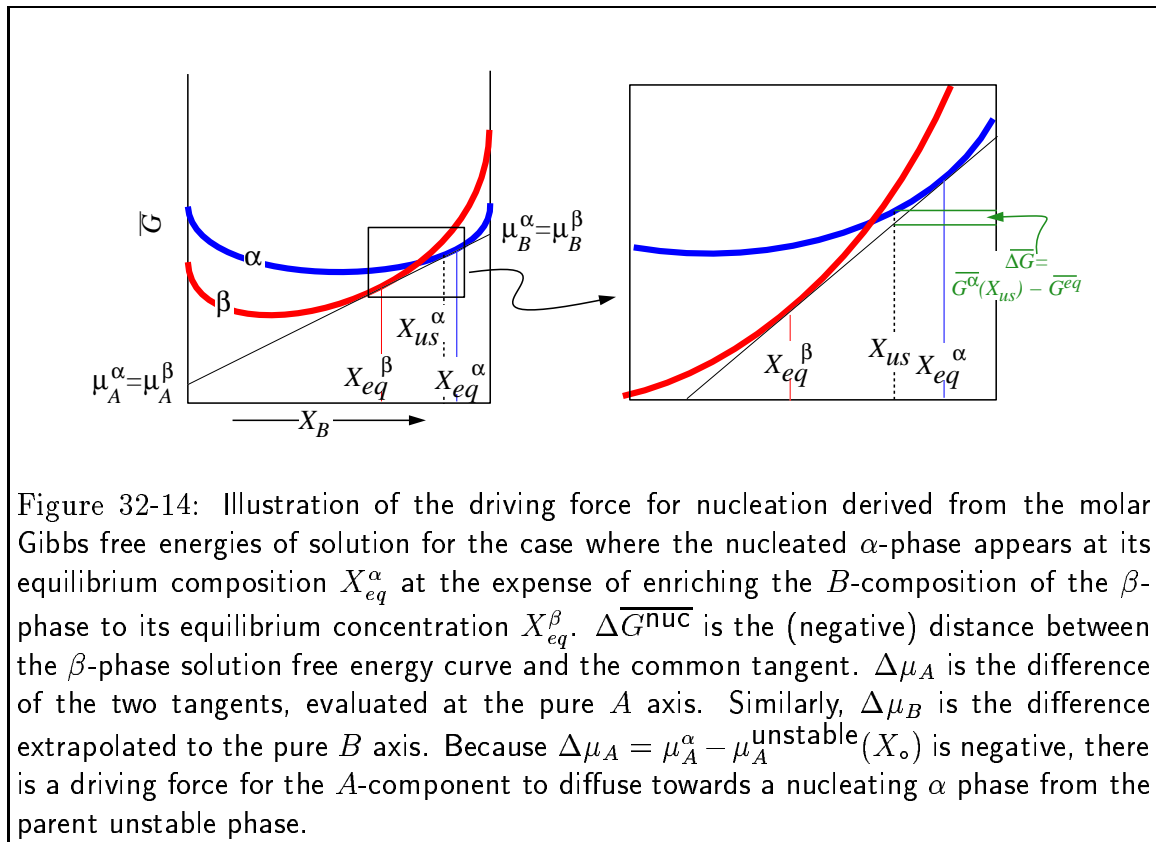 G̅
α
β
μ_B^α=μ_B^β
X_us^α
X_eq^β
X_eq^α
μ_A^α=μ_A^β
X_B
ΔG̅=
G̅^α(X_us) – G̅^eq
X_us
X_eq^β
X_eq^α
Figure 32-14: Illustration of the driving force for nucleation derived from the molar
Gibbs free energies of solution for the case where the nucleated α-phase appears at its
equilibrium composition X_eq^α at the expense of enriching the B-composition of the β-
phase to its equilibrium concentration X_eq^β. ΔG̅^nuc is the (negative) distance between
the β-phase solution free energy curve and the common tangent. Δμ_A is the difference
of the two tangents, evaluated at the pure A axis. Similarly, Δμ_B is the difference
extrapolated to the pure B axis. Because Δμ_A = μ_A^α − μ_A^unstable(X_∘) is negative, there
is a driving force for the A-component to diffuse towards a nucleating α phase from the
parent unstable phase.